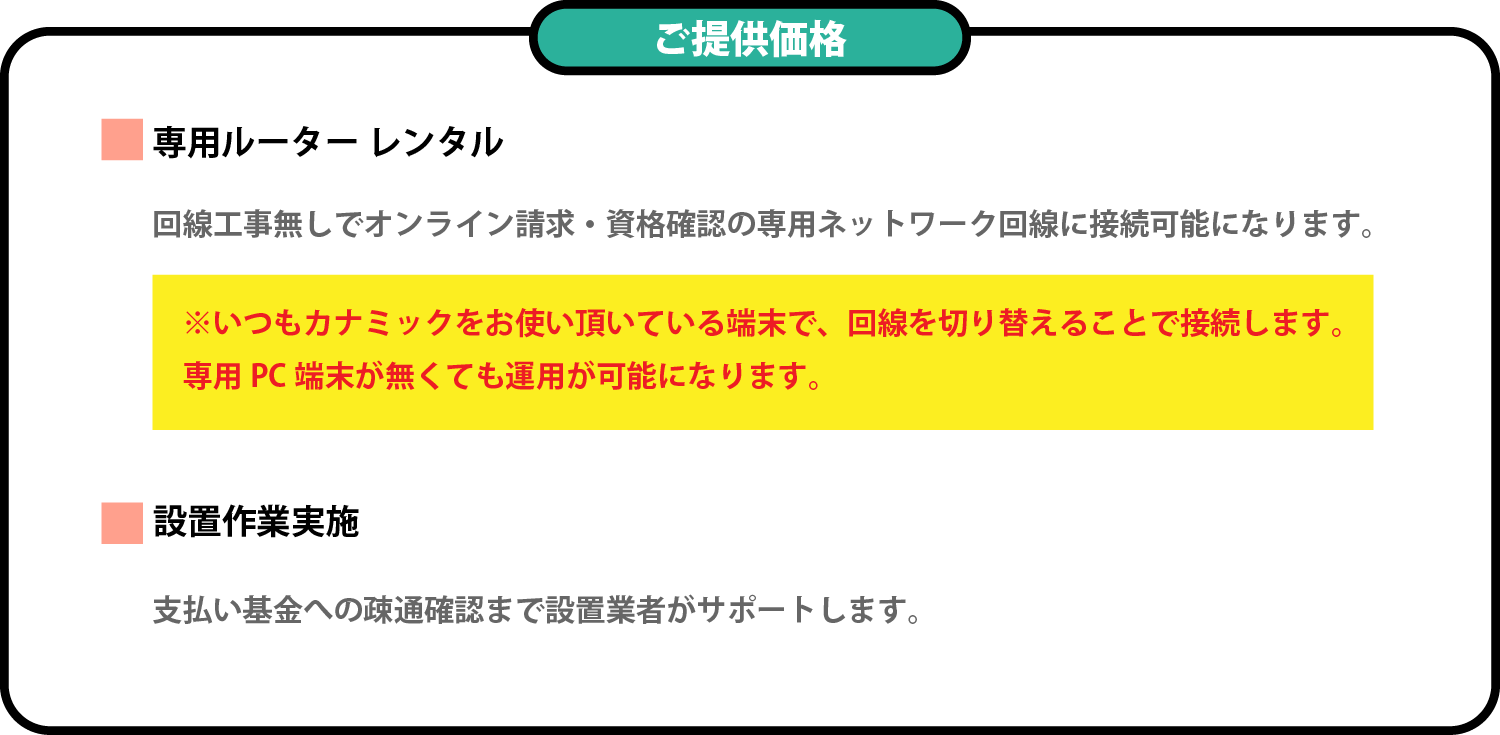 ご提供価格
専用ルーター レンタル
回線工事無しでオンライン請求・資格確認の専用ネットワーク回線に接続可能になります。
※いつもカナミックをお使い頂いている端末で、回線を切り替えることで接続します。
専用 PC 端末が無くても運用が可能になります。
設置作業実施
支払い基金への疎通確認まで設置業者がサポートします。